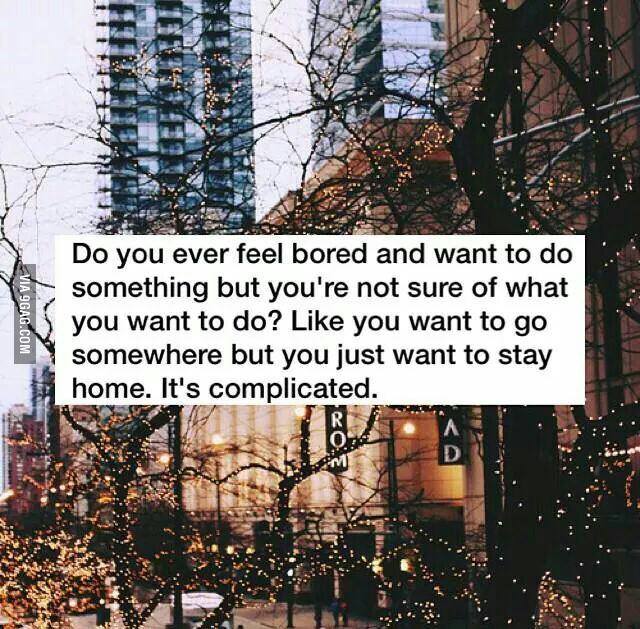 Do you ever feel bored and want to do
something but you're not sure of what
you want to do? Like you want to go
somewhere but you just want to stay
home. It's complicated.
VIA 9GAG.COM
ROM
AD